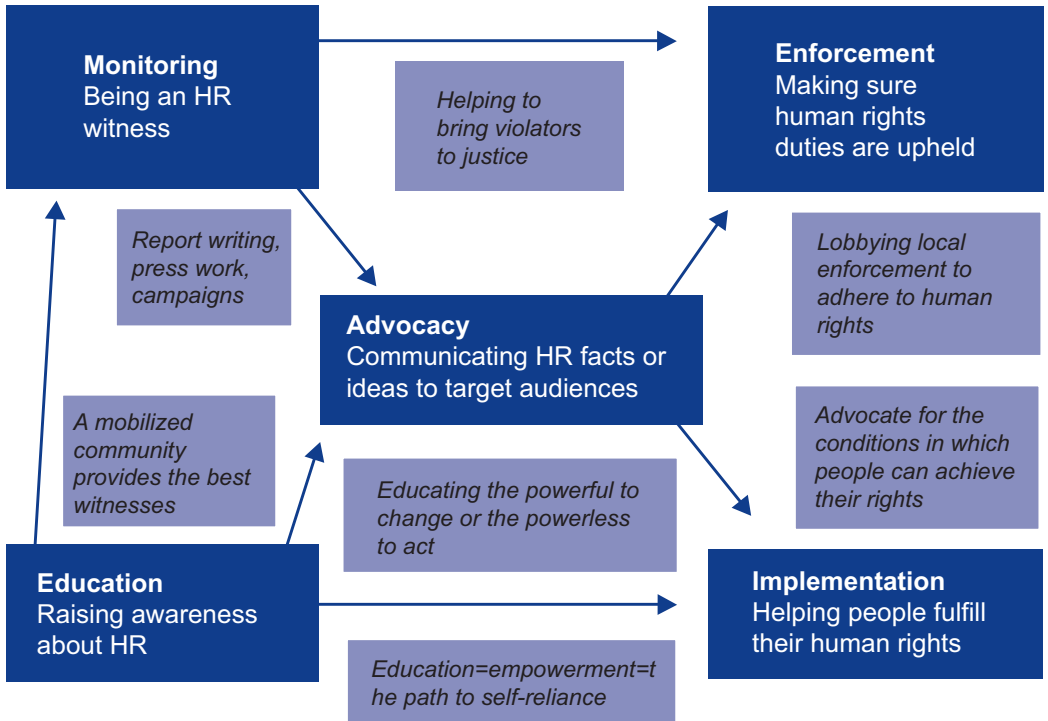 Monitoring
Being an HR
witness
Helping to
bring violators
to justice
Enforcement
Making sure
human rights
duties are upheld
Report writing,
press work,
campaigns
Lobbying local
enforcement to
adhere to human
rights
Advocacy
Communicating HR facts or
ideas to target audiences
A mobilized
community
provides the best
witnesses
Advocate for the
conditions in which
people can achieve
their rights
Educating the powerful to
change or the powerless
to act
Education
Raising awareness
about HR
Implementation
Helping people fulfill
their human rights
Education=empowerment=t
he path to self-reliance